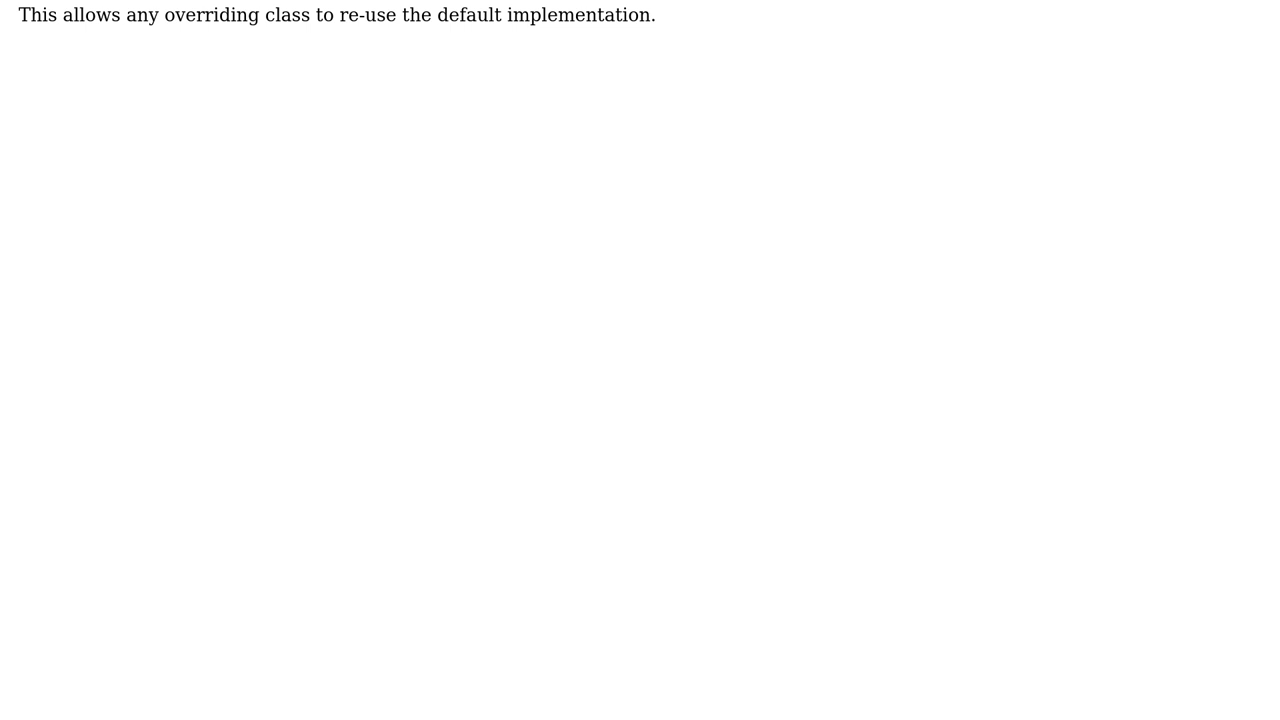 This allows any overriding class to re-use the default implementation.